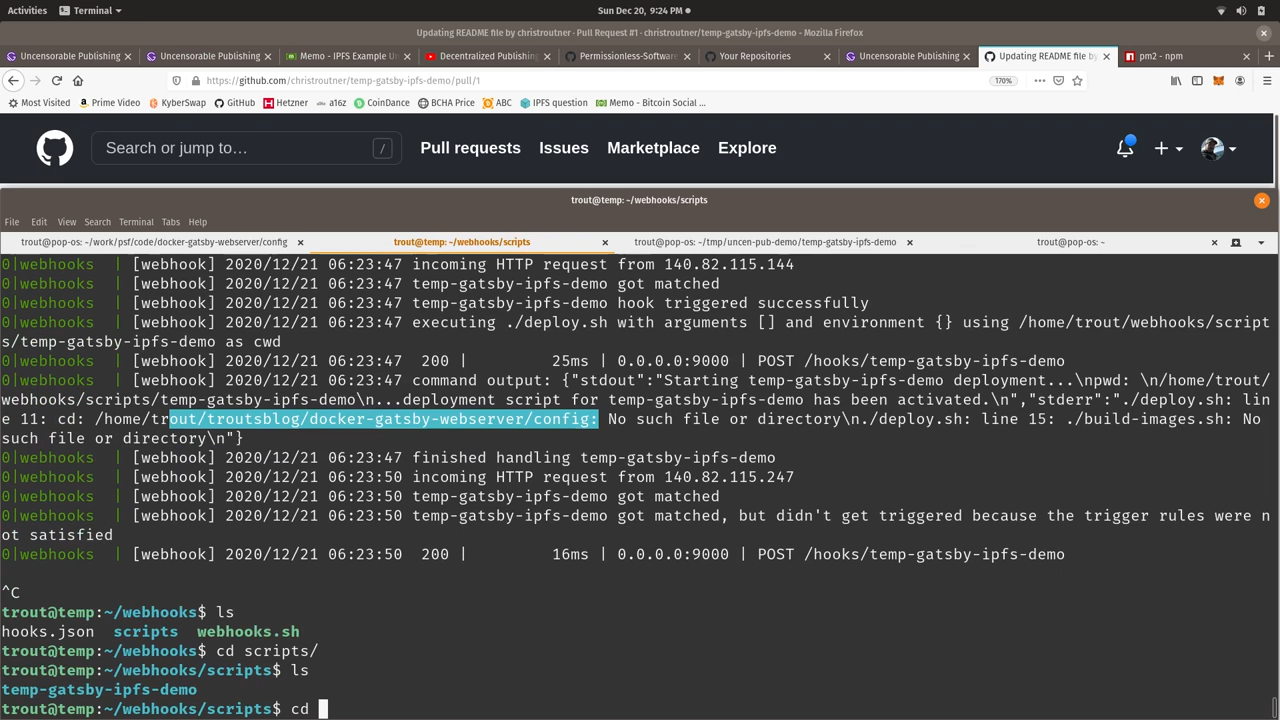 Activities Terminal Sun Dec 20, 9:24 PM
Updating README file by christroutner · Pull Request #1 · christroutner/temp-gatsby-ipfs-demo - Mozilla Firefox
Uncensorable Publishing Uncensorable Publishing Memo - IPFS Example Un Decentralized Publishing Permissionless-Software Your Repositories Uncensorable Publishing Updating README file by pm2 - npm
https://github.com/christroutner/temp-gatsby-ipfs-demo/pull/1 170%
Most Visited Prime Video KyberSwap GitHub Hetzner a16z CoinDance BCHA Price ABC IPFS question Memo - Bitcoin Social ...
Search or jump to… / Pull requests Issues Marketplace Explore
trout@temp: ~/webhooks/scripts
File Edit View Search Terminal Tabs Help
trout@pop-os: ~/work/psf/code/docker-gatsby-webserver/config trout@temp: ~/webhooks/scripts trout@pop-os: ~/tmp/uncen-pub-demo/temp-gatsby-ipfs-demo trout@pop-os: ~
0|webhooks | [webhook] 2020/12/21 06:23:47 incoming HTTP request from 140.82.115.144
0|webhooks | [webhook] 2020/12/21 06:23:47 temp-gatsby-ipfs-demo got matched
0|webhooks | [webhook] 2020/12/21 06:23:47 temp-gatsby-ipfs-demo hook triggered successfully
0|webhooks | [webhook] 2020/12/21 06:23:47 executing ./deploy.sh with arguments [] and environment {} using /home/trout/webhooks/script
s/temp-gatsby-ipfs-demo as cwd
0|webhooks | [webhook] 2020/12/21 06:23:47 200 | 25ms | 0.0.0.0:9000 | POST /hooks/temp-gatsby-ipfs-demo
0|webhooks | [webhook] 2020/12/21 06:23:47 command output: {"stdout":"Starting temp-gatsby-ipfs-demo deployment...\npwd: \n/home/trout/
webhooks/scripts/temp-gatsby-ipfs-demo\n...deployment script for temp-gatsby-ipfs-demo has been activated.\n","stderr":"./deploy.sh: lin
e 11: cd: /home/trout/troutsblog/docker-gatsby-webserver/config: No such file or directory\n./deploy.sh: line 15: ./build-images.sh: No
such file or directory\n"}
0|webhooks | [webhook] 2020/12/21 06:23:47 finished handling temp-gatsby-ipfs-demo
0|webhooks | [webhook] 2020/12/21 06:23:50 incoming HTTP request from 140.82.115.247
0|webhooks | [webhook] 2020/12/21 06:23:50 temp-gatsby-ipfs-demo got matched
0|webhooks | [webhook] 2020/12/21 06:23:50 temp-gatsby-ipfs-demo got matched, but didn't get triggered because the trigger rules were n
ot satisfied
0|webhooks | [webhook] 2020/12/21 06:23:50 200 | 16ms | 0.0.0.0:9000 | POST /hooks/temp-gatsby-ipfs-demo
^C
trout@temp:~/webhooks$ ls
hooks.json scripts webhooks.sh
trout@temp:~/webhooks$ cd scripts/
trout@temp:~/webhooks/scripts$ ls
temp-gatsby-ipfs-demo
trout@temp:~/webhooks/scripts$ cd